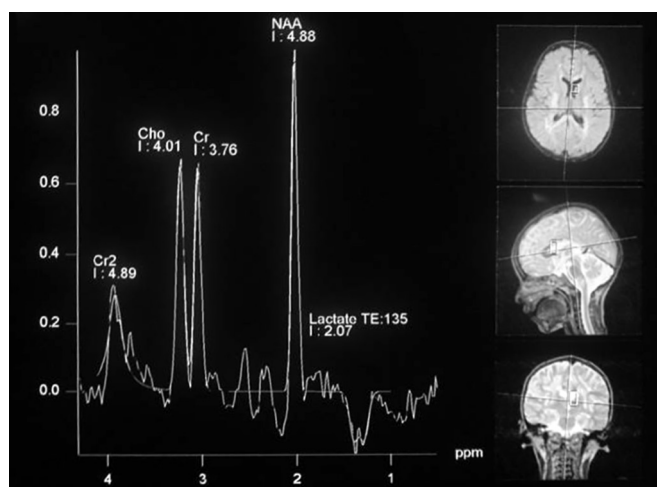 NAA
I : 4.88
0.8
Cho
I : 4.01
Cr
I : 3.76
0.6
0.4
Cr2
I : 4.89
0.2
Lactate TE:135
I : 2.07
0.0
ppm
4
3
2
1